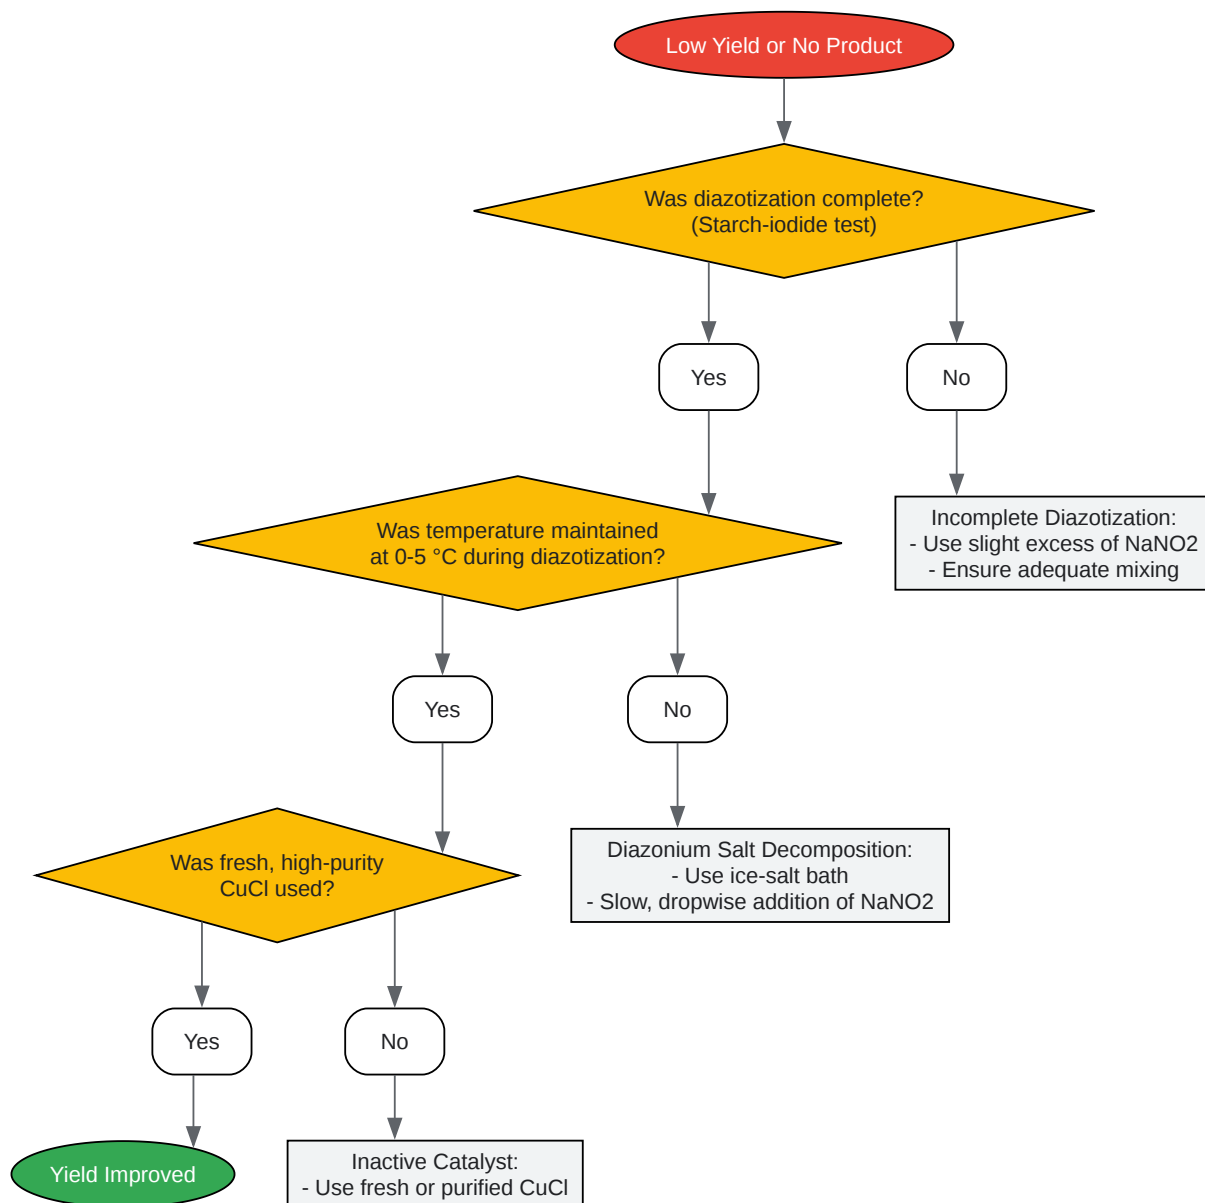 Low Yield or No Product
Was diazotization complete?
(Starch-iodide test)
Yes
No
Was temperature maintained
at 0-5 °C during diazotization?
Incomplete Diazotization:
- Use slight excess of NaNO2
- Ensure adequate mixing
Yes
No
Was fresh, high-purity
CuCl used?
Diazonium Salt Decomposition:
- Use ice-salt bath
- Slow, dropwise addition of NaNO2
Yes
No
Yield Improved
Inactive Catalyst:
- Use fresh or purified CuCl